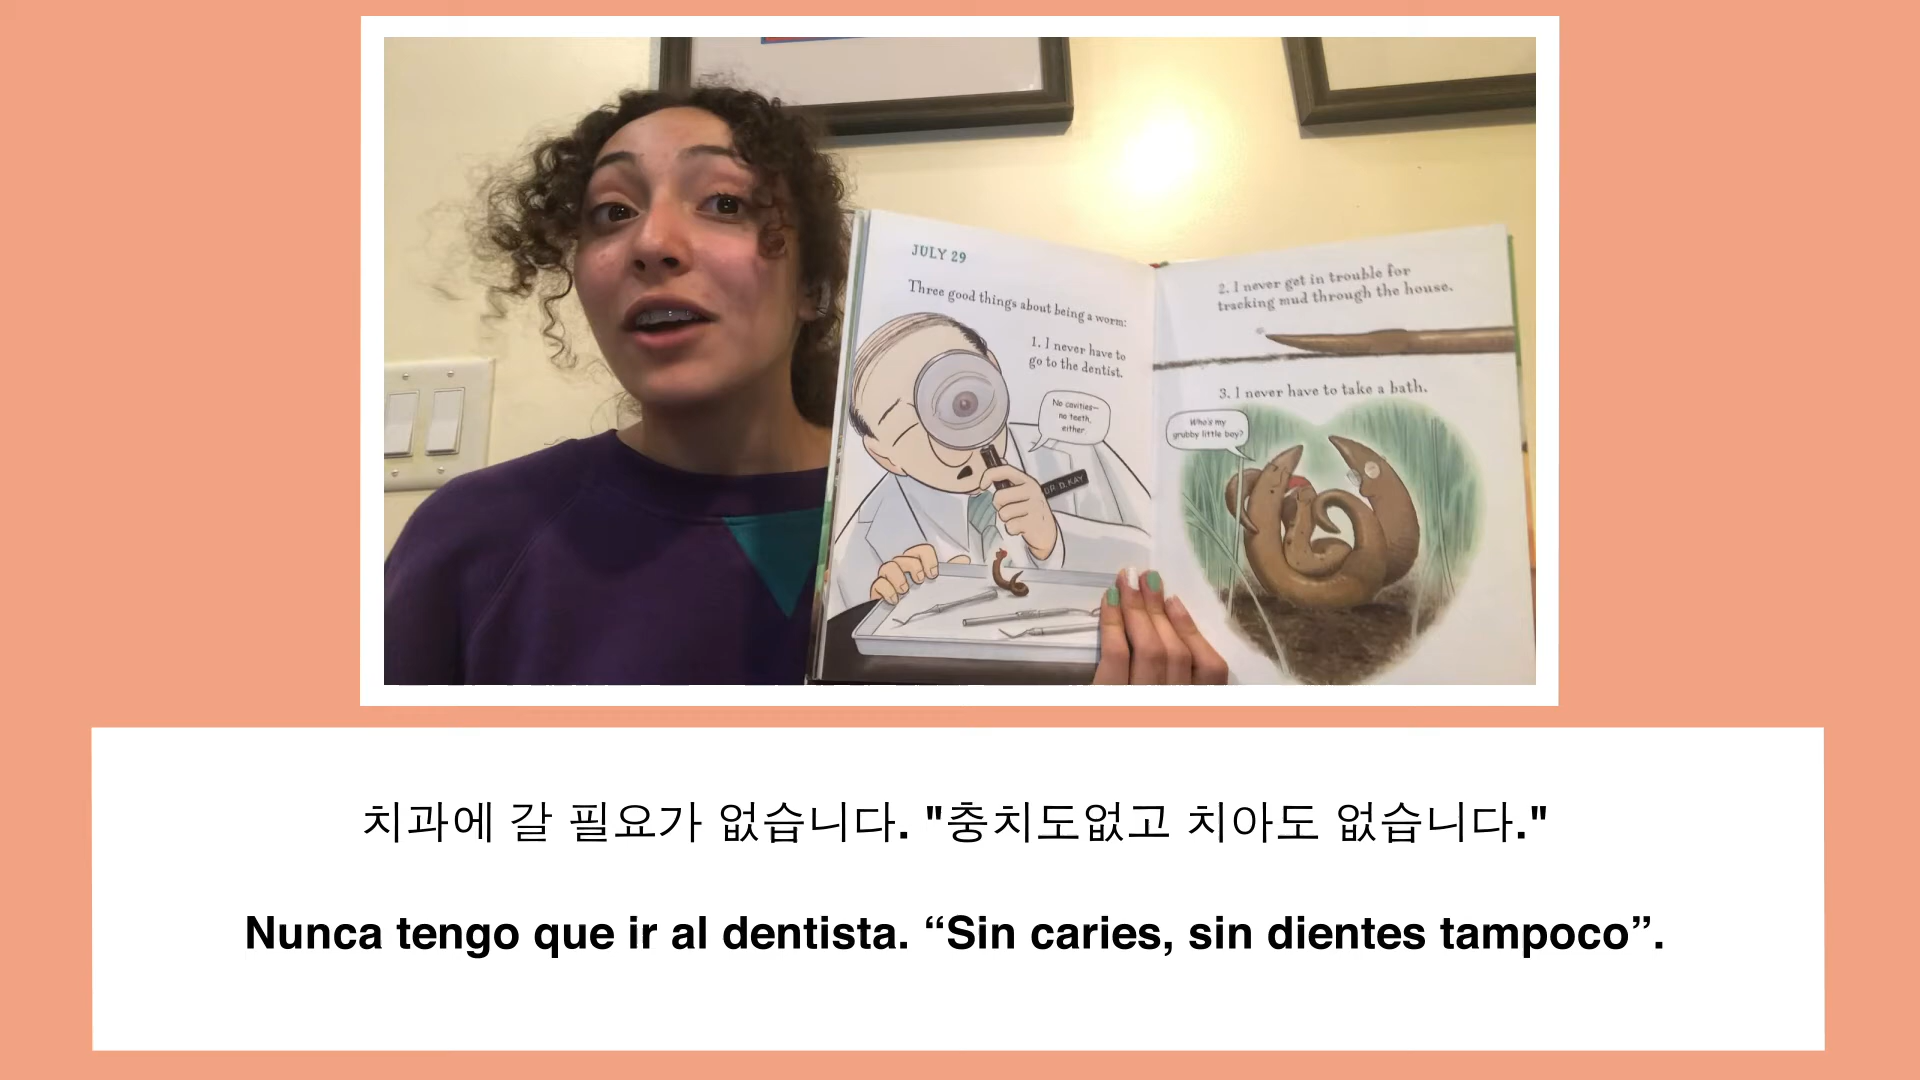 JULY 29
Three good things about being a worm:
1. I never have to
go to the dentist.
No cavities—
no teeth,
either.
DR. D. KAY
2. I never get in trouble for
tracking mud through the house.
3. I never have to take a bath.
Who's my
grubby little boy?
치과에 갈 필요가 없습니다. "충치도없고 치아도 없습니다."
Nunca tengo que ir al dentista. “Sin caries, sin dientes tampoco”.